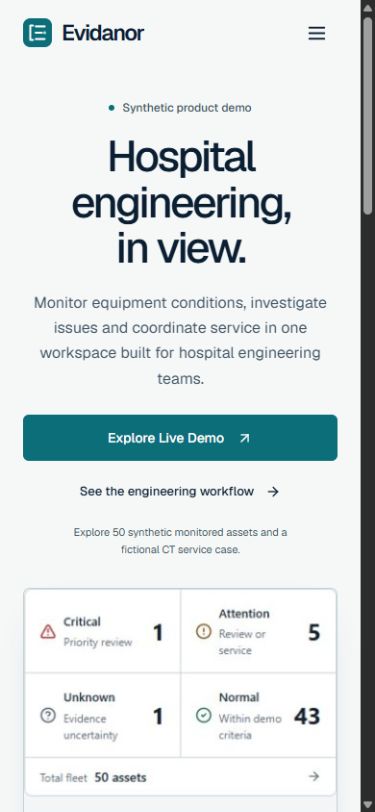 Evidanor
Synthetic product demo
Hospital
engineering,
in view.
Monitor equipment conditions, investigate
issues and coordinate service in one
workspace built for hospital engineering
teams.
Explore Live Demo
See the engineering workflow
Explore 50 synthetic monitored assets and a
fictional CT service case.
Critical
Priority review
1
Attention
Review or
service
5
Unknown
Evidence
uncertainty
1
Normal
Within demo
criteria
43
Total fleet 50 assets